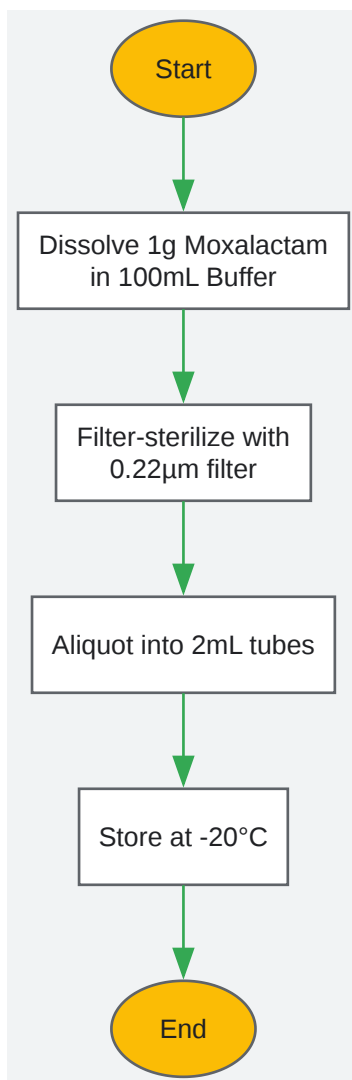 Start
Dissolve 1g Moxalactam
in 100mL Buffer
Filter-sterilize with
0.22µm filter
Aliquot into 2mL tubes
Store at -20°C
End